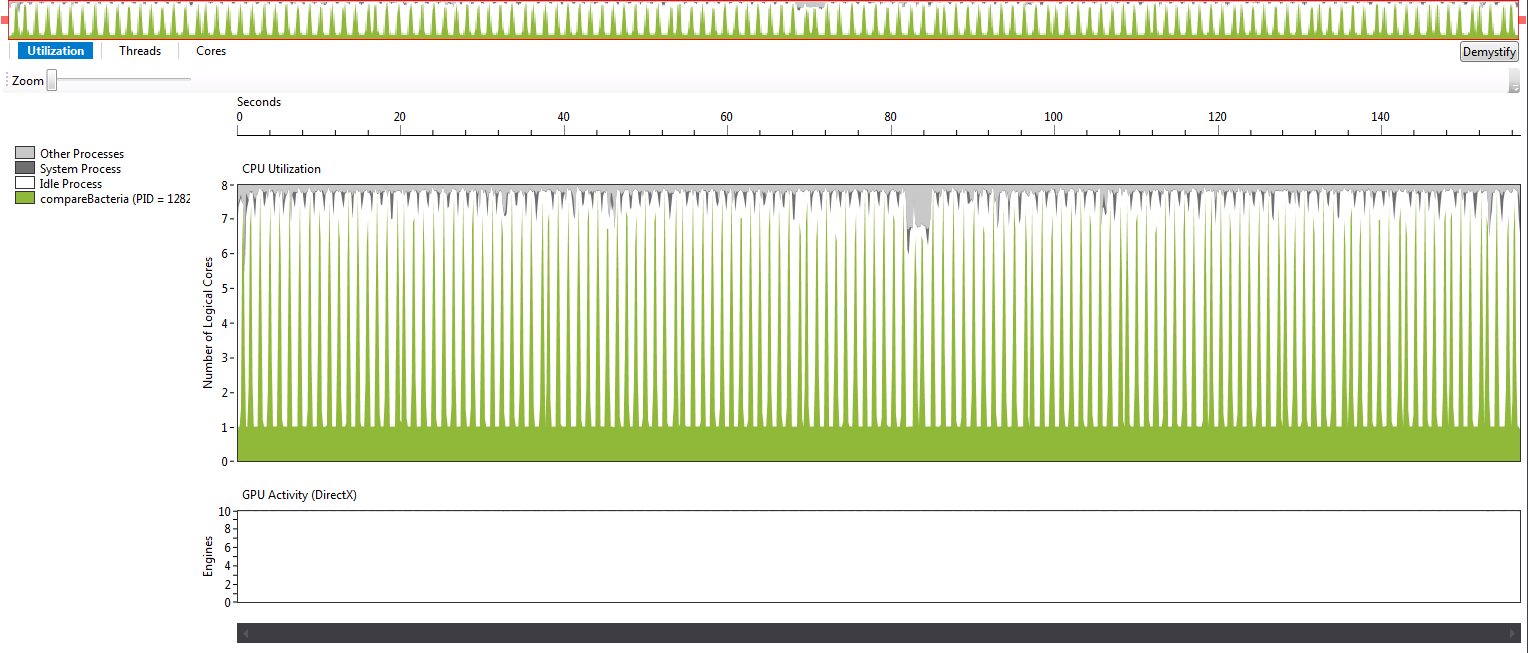 Utilization Threads Cores Demystify
Zoom
Seconds
0 20 40 60 80 100 120 140
Other Processes
System Process
Idle Process
compareBacteria (PID = 1282
CPU Utilization
Number of Logical Cores
8
7
6
5
4
3
2
1
0
GPU Activity (DirectX)
Engines
10
8
6
4
2
0